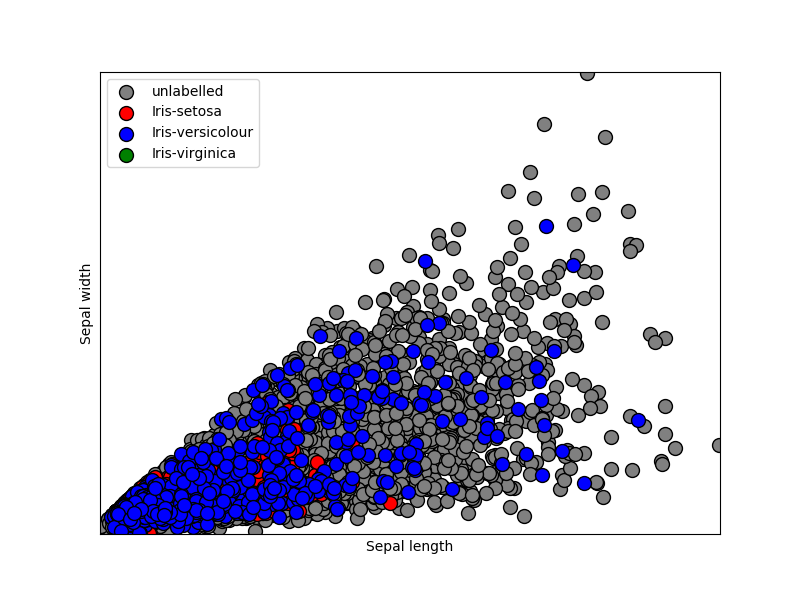 unlabelled
Iris-setosa
Iris-versicolour
Iris-virginica
Sepal width
Sepal length